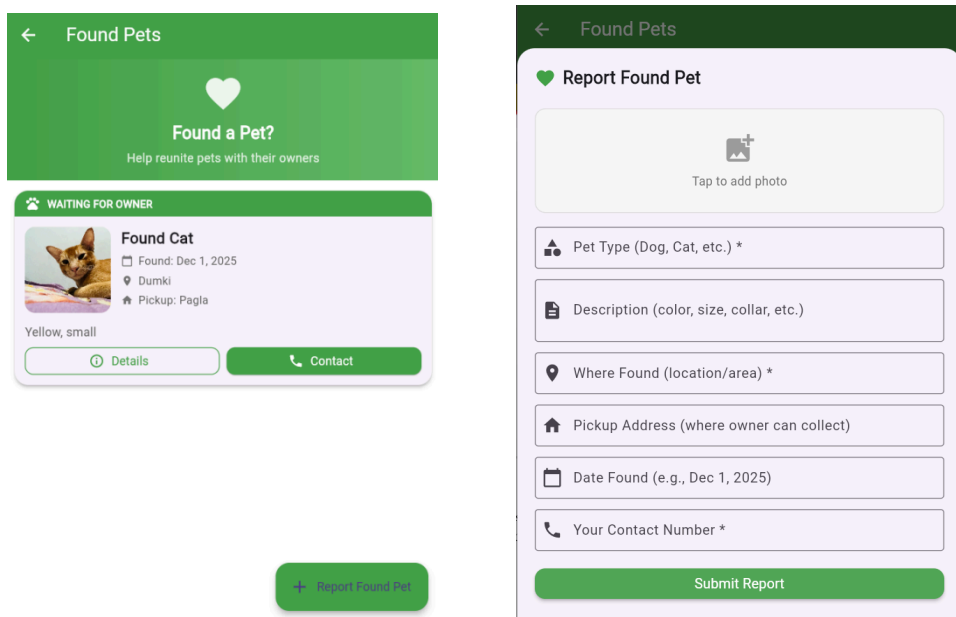 Found Pets
Found a Pet?
Help reunite pets with their owners
WAITING FOR OWNER
Found Cat
Found: Dec 1, 2025
Dumki
Pickup: Pagla
Yellow, small
Details
Contact
+ Report Found Pet
Found Pets
Report Found Pet
Tap to add photo
Pet Type (Dog, Cat, etc.) *
Description (color, size, collar, etc.)
Where Found (location/area) *
Pickup Address (where owner can collect)
Date Found (e.g., Dec 1, 2025)
Your Contact Number *
Submit Report